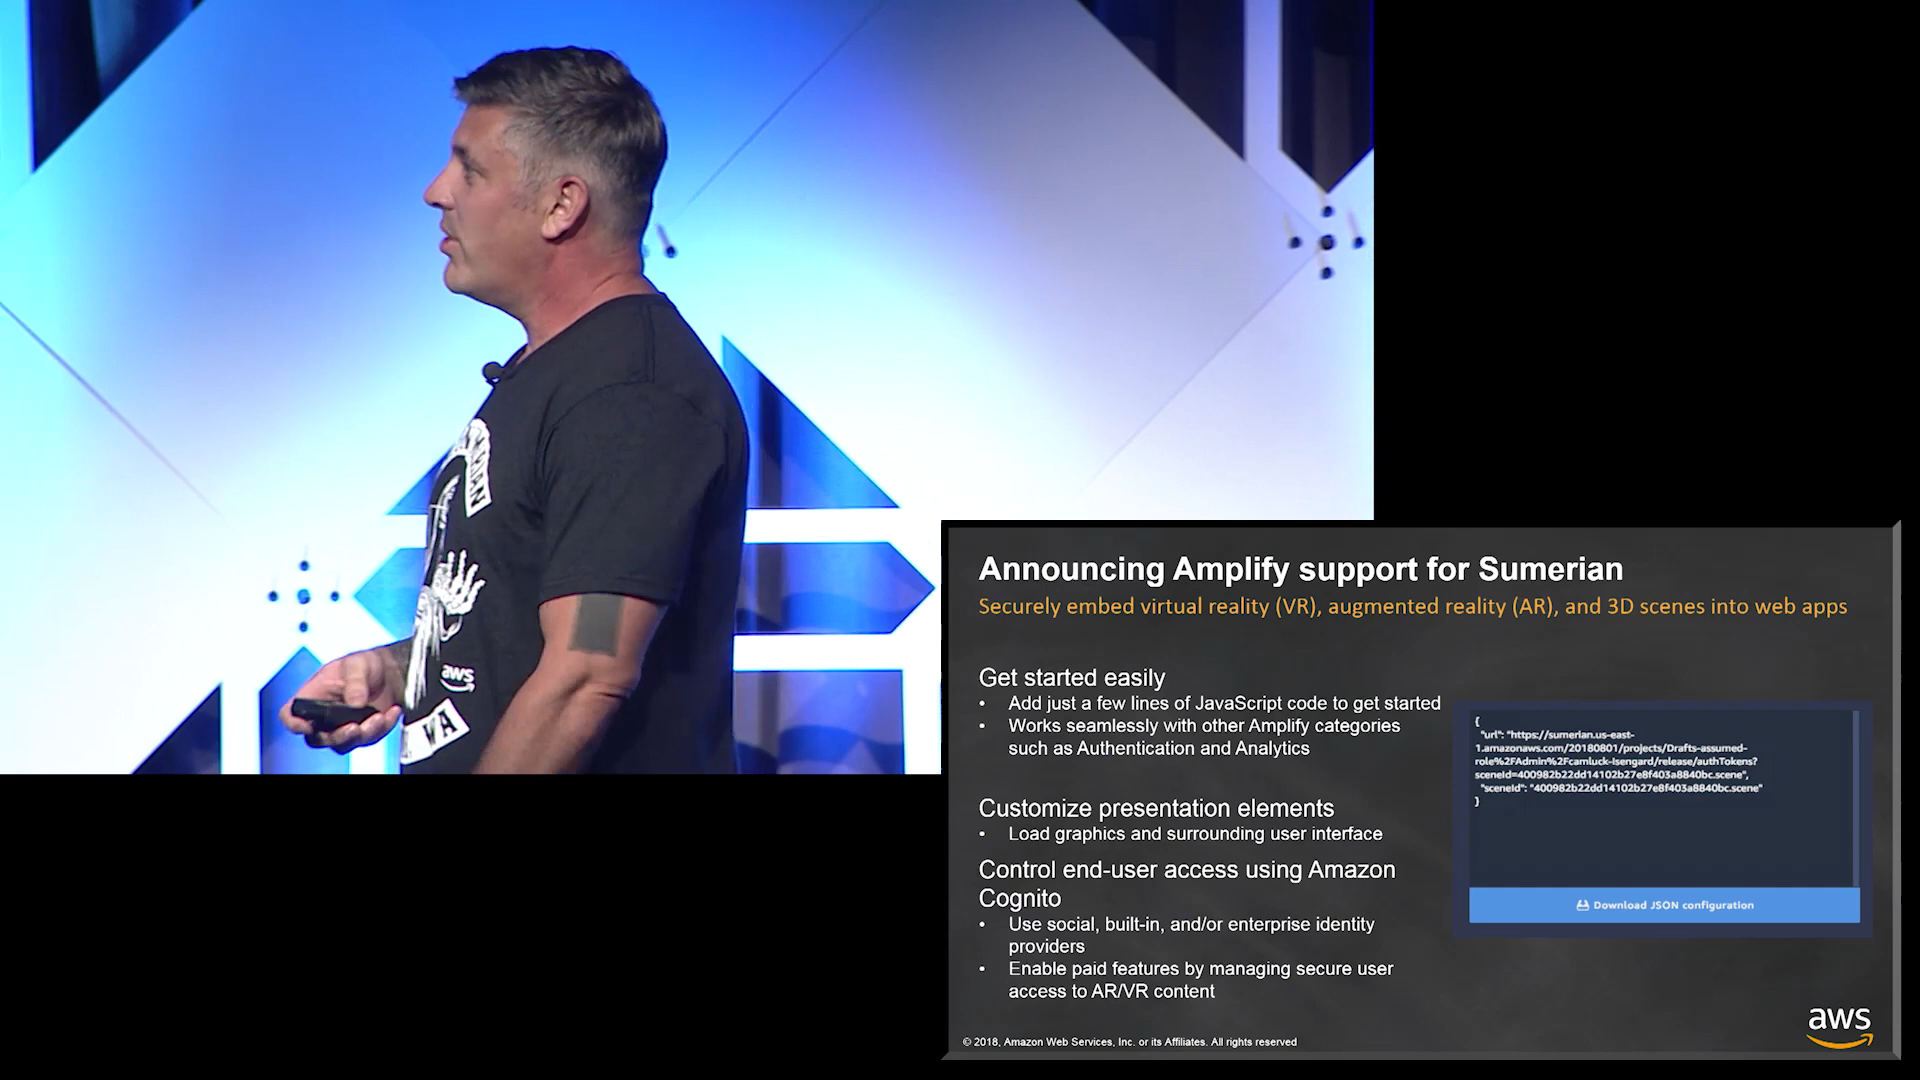 MIAN
aws
VA
Announcing Amplify support for Sumerian
Securely embed virtual reality (VR), augmented reality (AR), and 3D scenes into web apps
Get started easily
• Add just a few lines of JavaScript code to get started
• Works seamlessly with other Amplify categories
such as Authentication and Analytics
Customize presentation elements
• Load graphics and surrounding user interface
Control end-user access using Amazon
Cognito
• Use social, built-in, and/or enterprise identity
providers
• Enable paid features by managing secure user
access to AR/VR content
{
"url": "https://sumerian.us-east-
1.amazonaws.com/20180801/projects/Drafts-assumed-
role%2FAdmin%2Fcamluck-Isengard/release/authTokens?
sceneId=400982b22dd14102b27e8f403a8840bc.scene",
"sceneId": "400982b22dd14102b27e8f403a8840bc.scene"
}
Download JSON configuration
© 2018, Amazon Web Services, Inc. or its Affiliates. All rights reserved
aws